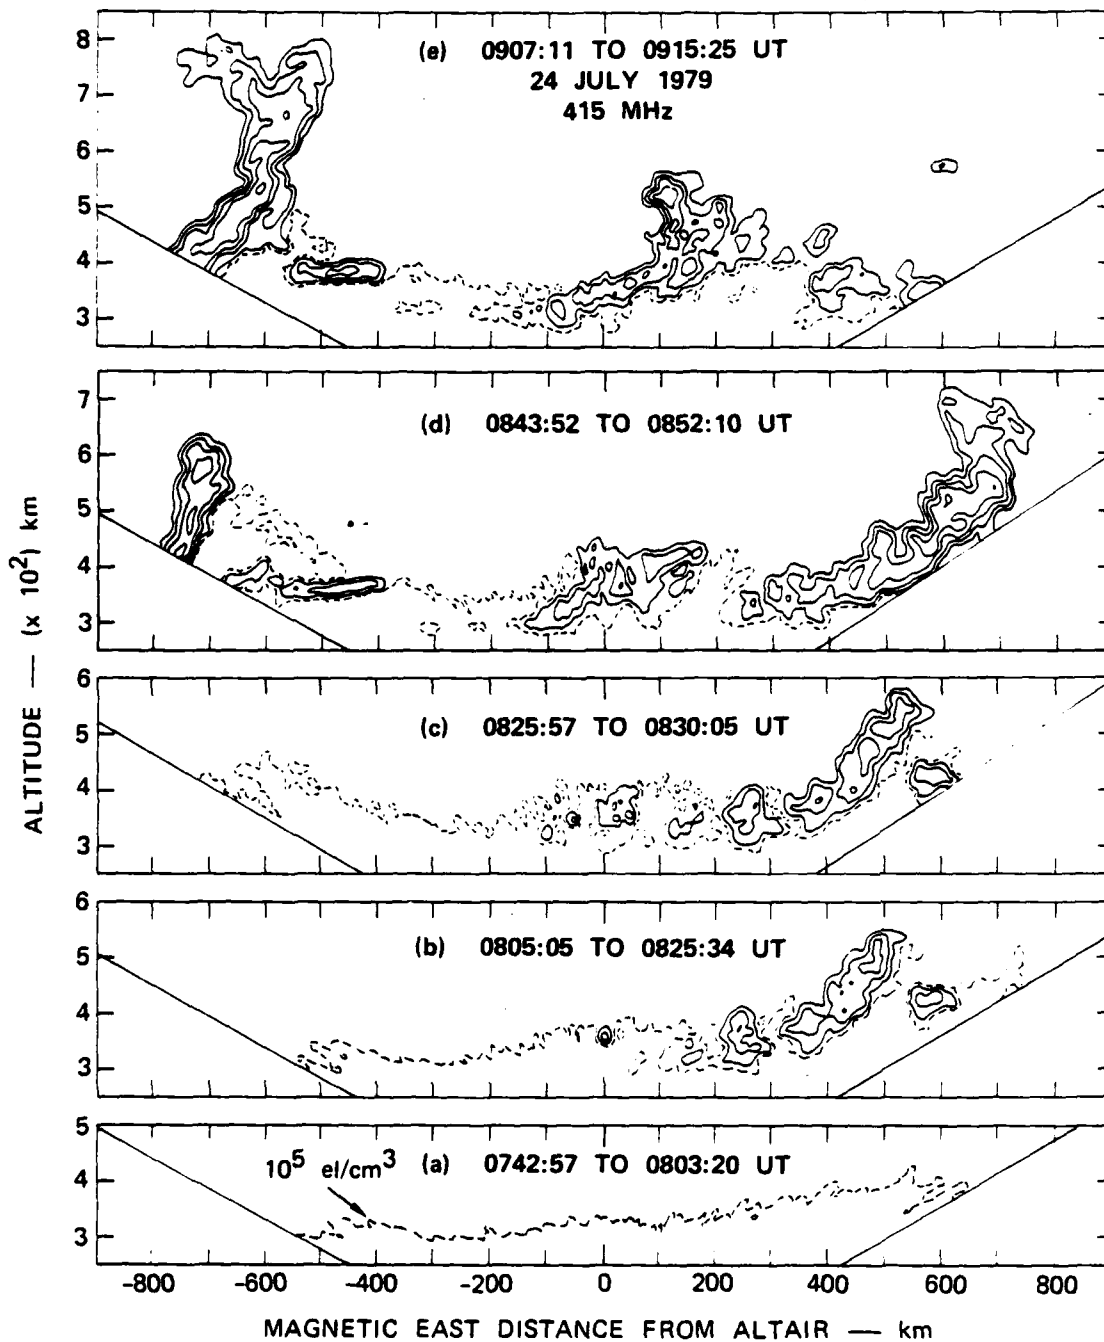 (e) 0907:11 TO 0915:25 UT
24 JULY 1979
415 MHz
8
7
6
5
4
3
(d) 0843:52 TO 0852:10 UT
7
6
5
4
3
(c) 0825:57 TO 0830:05 UT
6
5
4
3
(b) 0805:05 TO 0825:34 UT
6
5
4
3
(a) 0742:57 TO 0803:20 UT
10⁵ el/cm³
5
4
3
ALTITUDE — (x 10²) km
-800 -600 -400 -200 0 200 400 600 800
MAGNETIC EAST DISTANCE FROM ALTAIR — km